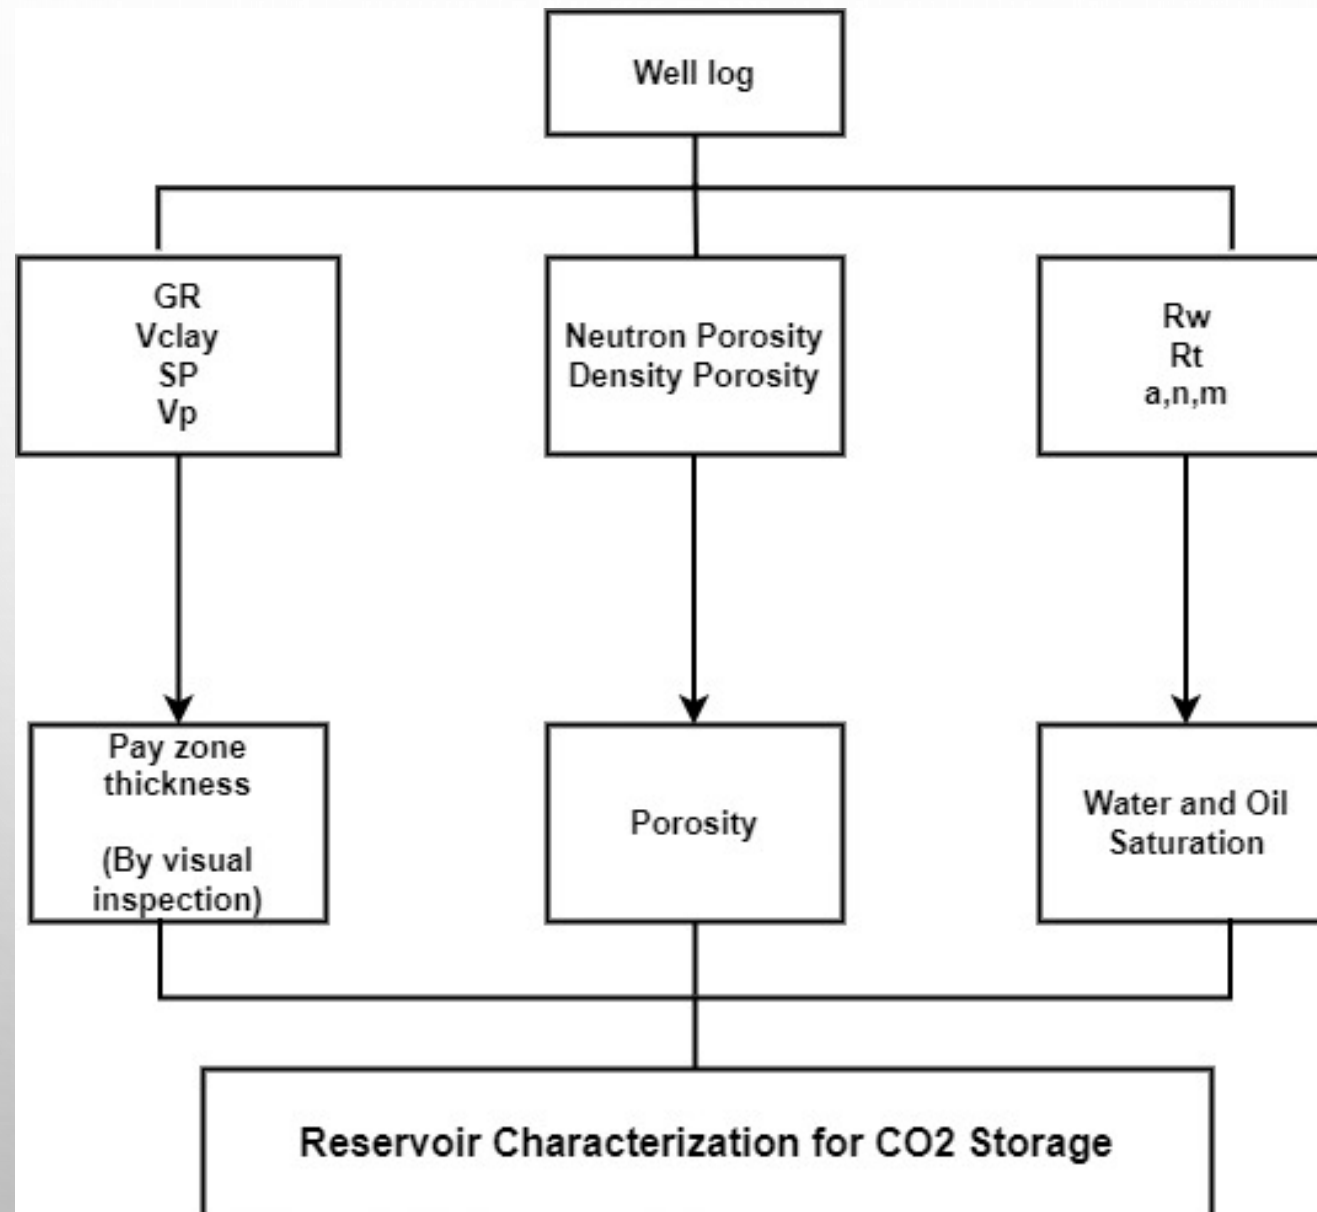 Well log
GR
Vclay
SP
Vp
Neutron Porosity
Density Porosity
Rw
Rt
a,n,m
Pay zone
thickness
(By visual
inspection)
Porosity
Water and Oil
Saturation
Reservoir Characterization for CO2 Storage